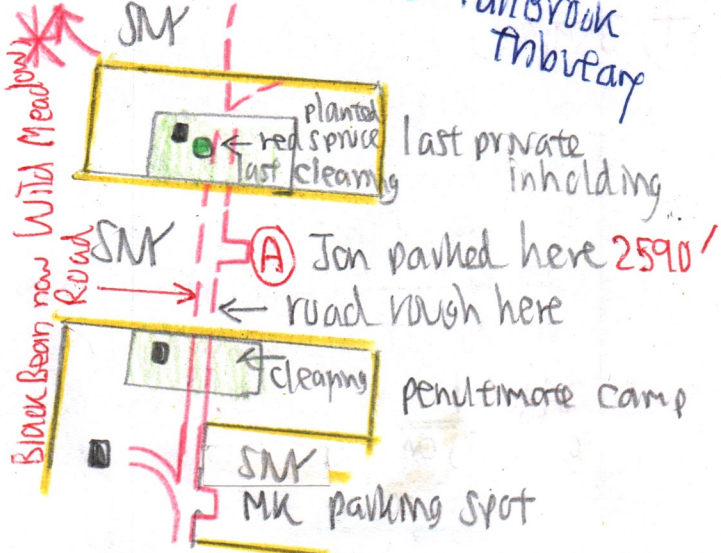 SNY
Tributary
planted
red spruce
last clearing
last private
inholding
SNY
A Jon parked here 2590'
road rough here
clearing
penultimate camp
SNY
MK parking spot
Black Bear now Wild Meadow
Road